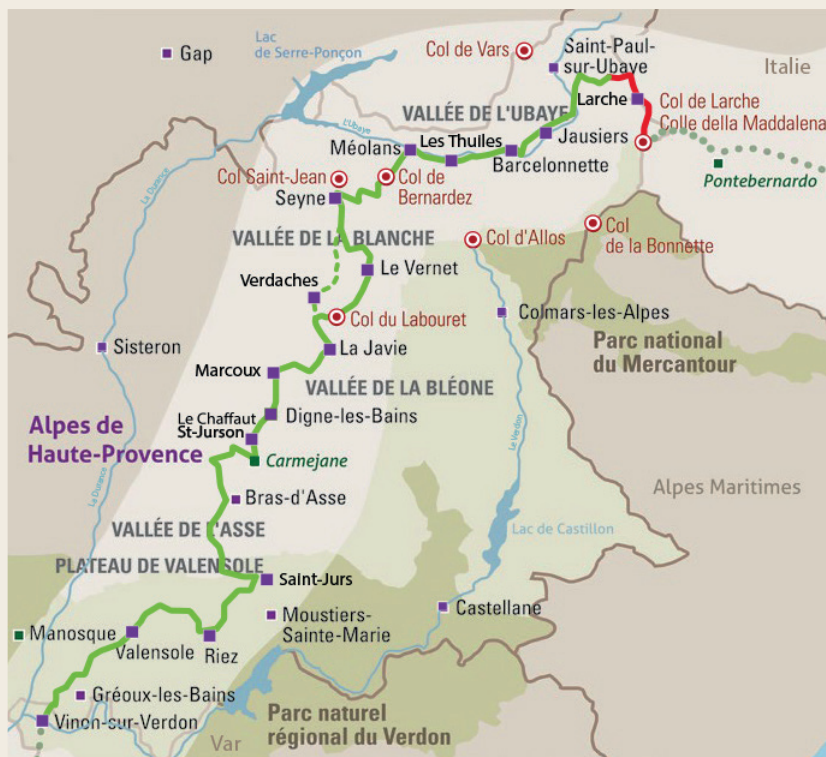 Lac
de Serre-Ponçon
Gap
Col de Vars
Saint-Paul-
sur-Ubaye
Italie
Larche
Col de Larche
Colle della Maddalena
VALLÉE DE L'UBAYE
L'Ubaye
Les Thuiles
Jausiers
Méolans
Barcelonnette
Pontebernardo
Col Saint-Jean
Col de
Bernardez
Seyne
La Durance
Col d'Allos
Col
de la Bonnette
VALLÉE DE LA BLANCHE
Le Vernet
Verdaches
Col du Labouret
Colmars-les-Alpes
Parc national
du Mercantour
Sisteron
La Javie
Marcoux
VALLÉE DE LA BLÉONE
Le Chaffaut
St-Jurson
Digne-les-Bains
Alpes de
Haute-Provence
Le Verdon
Carmejane
La Durance
Bras-d'Asse
Alpes Maritimes
VALLÉE DE L'ASSE
Lac de Castillon
PLATEAU DE VALENSOLE
Saint-Jurs
Castellane
Moustiers-
Sainte-Marie
Manosque
Valensole
Riez
Gréoux-les-Bains
Vinon-sur-Verdon
Parc naturel
régional du Verdon
Var